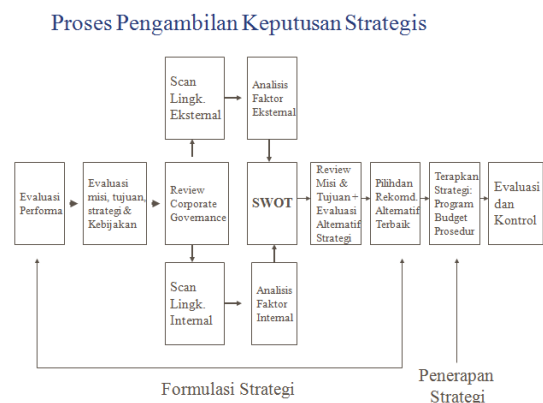 Proses Pengambilan Keputusan Strategis
Scan
Lingk.
Eksternal
Analisis
Faktor
Eksternal
Evaluasi
Performa
Evaluasi
misi, tujuan,
strategi &
Kebijakan
Review
Corporate
Governance
SWOT
Review
Misi &
Tujuan +
Evaluasi
Alternatif
Strategi
Pilihdan
Rekomd.
Alternatif
Terbaik
Terapkan
Strategi:
Program
Budget
Prosedur
Evaluasi
dan
Kontrol
Scan
Lingk.
Internal
Analisis
Faktor
Internal
Formulasi Strategi
Penerapan
Strategi